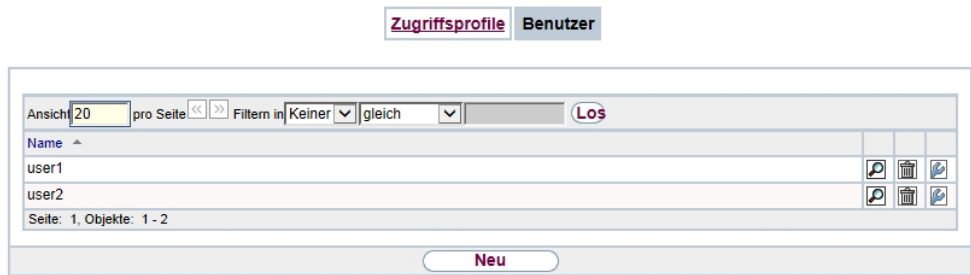 Zugriffsprofile Benutzer
Ansicht 20 pro Seite << >> Filtern in Keiner gleich Los
Name
user1
user2
Seite: 1, Objekte: 1 - 2
Neu